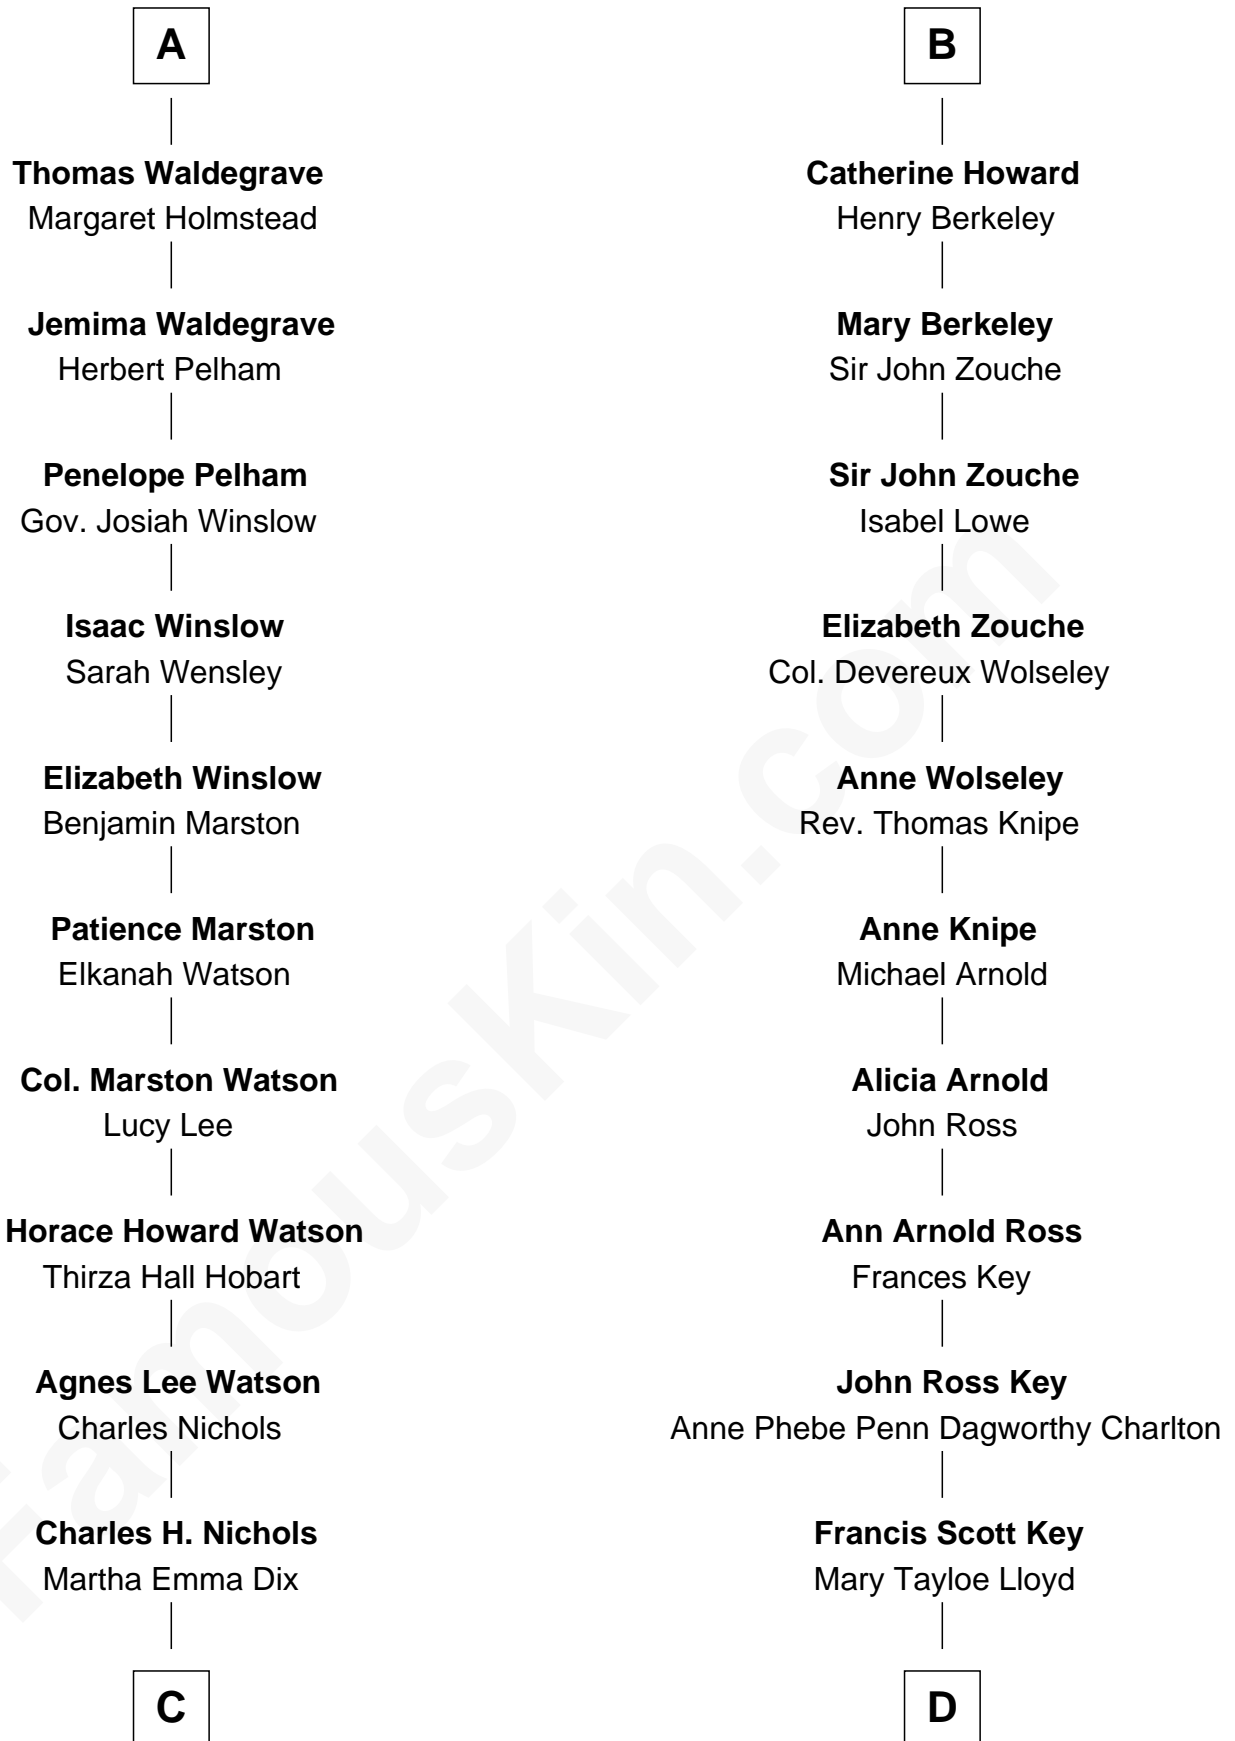 A
Thomas Waldegrave
Margaret Holmstead
Jemima Waldegrave
Herbert Pelham
Penelope Pelham
Gov. Josiah Winslow
Isaac Winslow
Sarah Wensley
Elizabeth Winslow
Benjamin Marston
Patience Marston
Elkanah Watson
Col. Marston Watson
Lucy Lee
Horace Howard Watson
Thirza Hall Hobart
Agnes Lee Watson
Charles Nichols
Charles H. Nichols
Martha Emma Dix
C
B
Catherine Howard
Henry Berkeley
Mary Berkeley
Sir John Zouche
Sir John Zouche
Isabel Lowe
Elizabeth Zouche
Col. Devereux Wolseley
Anne Wolseley
Rev. Thomas Knipe
Anne Knipe
Michael Arnold
Alicia Arnold
John Ross
Ann Arnold Ross
Frances Key
John Ross Key
Anne Phebe Penn Dagworthy Charlton
Francis Scott Key
Mary Tayloe Lloyd
D
FamousKin.com